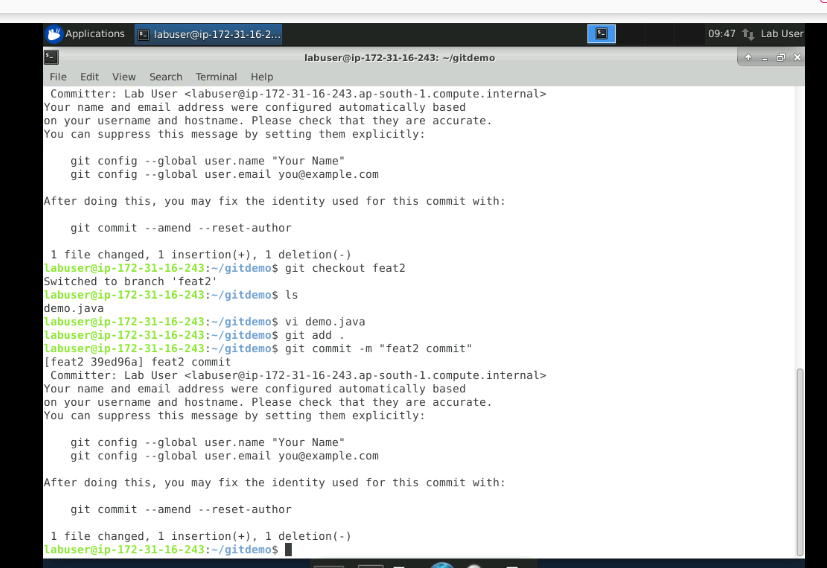 Applications labuser@ip-172-31-16-2... 09:47 Lab User
labuser@ip-172-31-16-243: ~/gitdemo
File Edit View Search Terminal Help
Committer: Lab User <labuser@ip-172-31-16-243.ap-south-1.compute.internal>
Your name and email address were configured automatically based
on your username and hostname. Please check that they are accurate.
You can suppress this message by setting them explicitly:
git config --global user.name "Your Name"
git config --global user.email you@example.com
After doing this, you may fix the identity used for this commit with:
git commit --amend --reset-author
1 file changed, 1 insertion(+), 1 deletion(-)
labuser@ip-172-31-16-243:~/gitdemo$ git checkout feat2
Switched to branch 'feat2'
labuser@ip-172-31-16-243:~/gitdemo$ ls
demo.java
labuser@ip-172-31-16-243:~/gitdemo$ vi demo.java
labuser@ip-172-31-16-243:~/gitdemo$ git add .
labuser@ip-172-31-16-243:~/gitdemo$ git commit -m "feat2 commit"
[feat2 39ed96a] feat2 commit
Committer: Lab User <labuser@ip-172-31-16-243.ap-south-1.compute.internal>
Your name and email address were configured automatically based
on your username and hostname. Please check that they are accurate.
You can suppress this message by setting them explicitly:
git config --global user.name "Your Name"
git config --global user.email you@example.com
After doing this, you may fix the identity used for this commit with:
git commit --amend --reset-author
1 file changed, 1 insertion(+), 1 deletion(-)
labuser@ip-172-31-16-243:~/gitdemo$